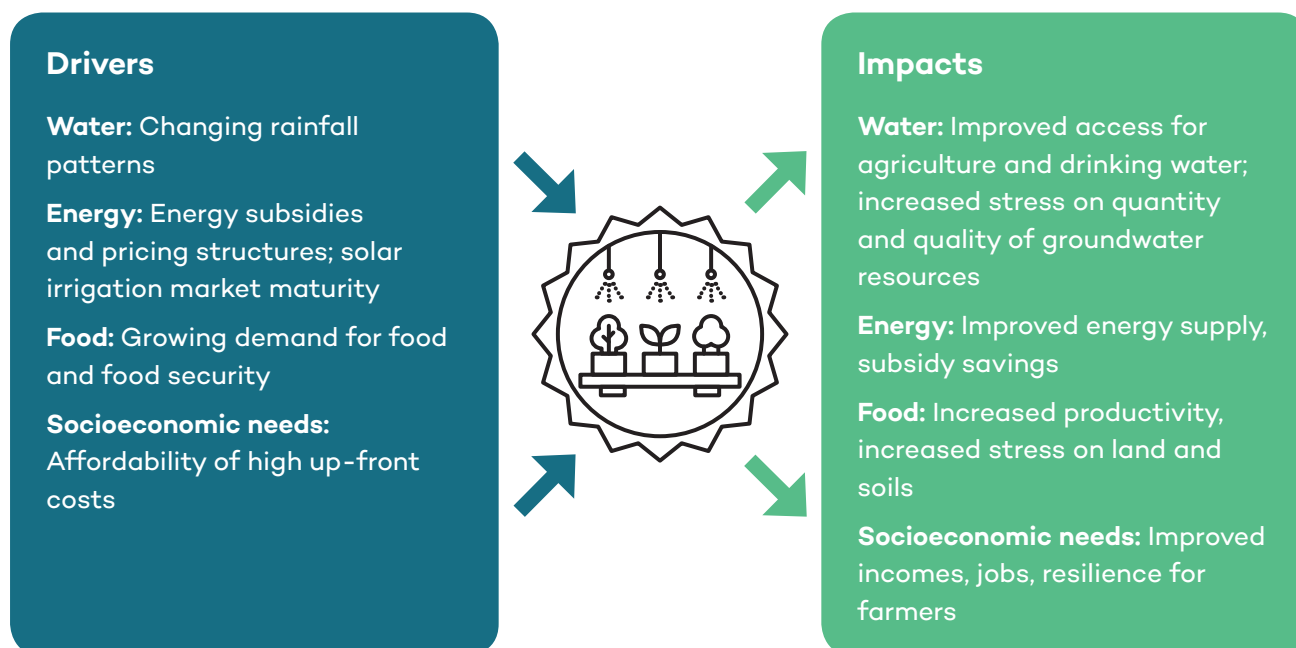 Drivers
Water: Changing rainfall
patterns
Energy: Energy subsidies
and pricing structures; solar
irrigation market maturity
Food: Growing demand for food
and food security
Socioeconomic needs:
Affordability of high up-front
costs
Impacts
Water: Improved access for
agriculture and drinking water;
increased stress on quantity
and quality of groundwater
resources
Energy: Improved energy supply,
subsidy savings
Food: Increased productivity,
increased stress on land and
soils
Socioeconomic needs: Improved
incomes, jobs, resilience for
farmers